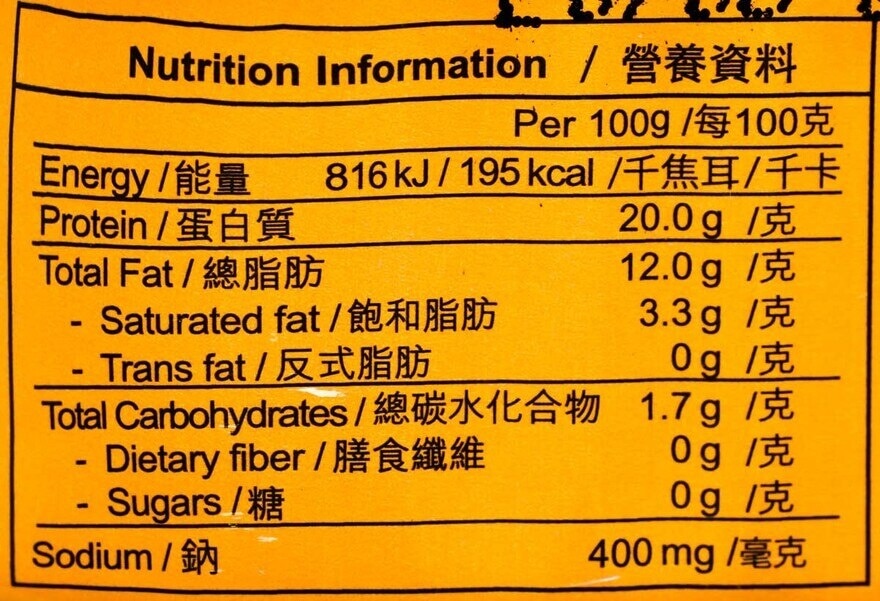 Nutrition Information / 營養資料
Per 100g /每100克
Energy /能量 816kJ / 195 kcal /千焦耳/千卡
Protein / 蛋白質 20.0 g /克
Total Fat / 總脂肪 12.0 g /克
- Saturated fat / 飽和脂肪 3.3 g /克
- Trans fat / 反式脂肪 0 g /克
Total Carbohydrates / 總碳水化合物 1.7 g /克
- Dietary fiber / 膳食纖維 0 g /克
- Sugars / 糖 0 g /克
Sodium / 鈉 400 mg /毫克